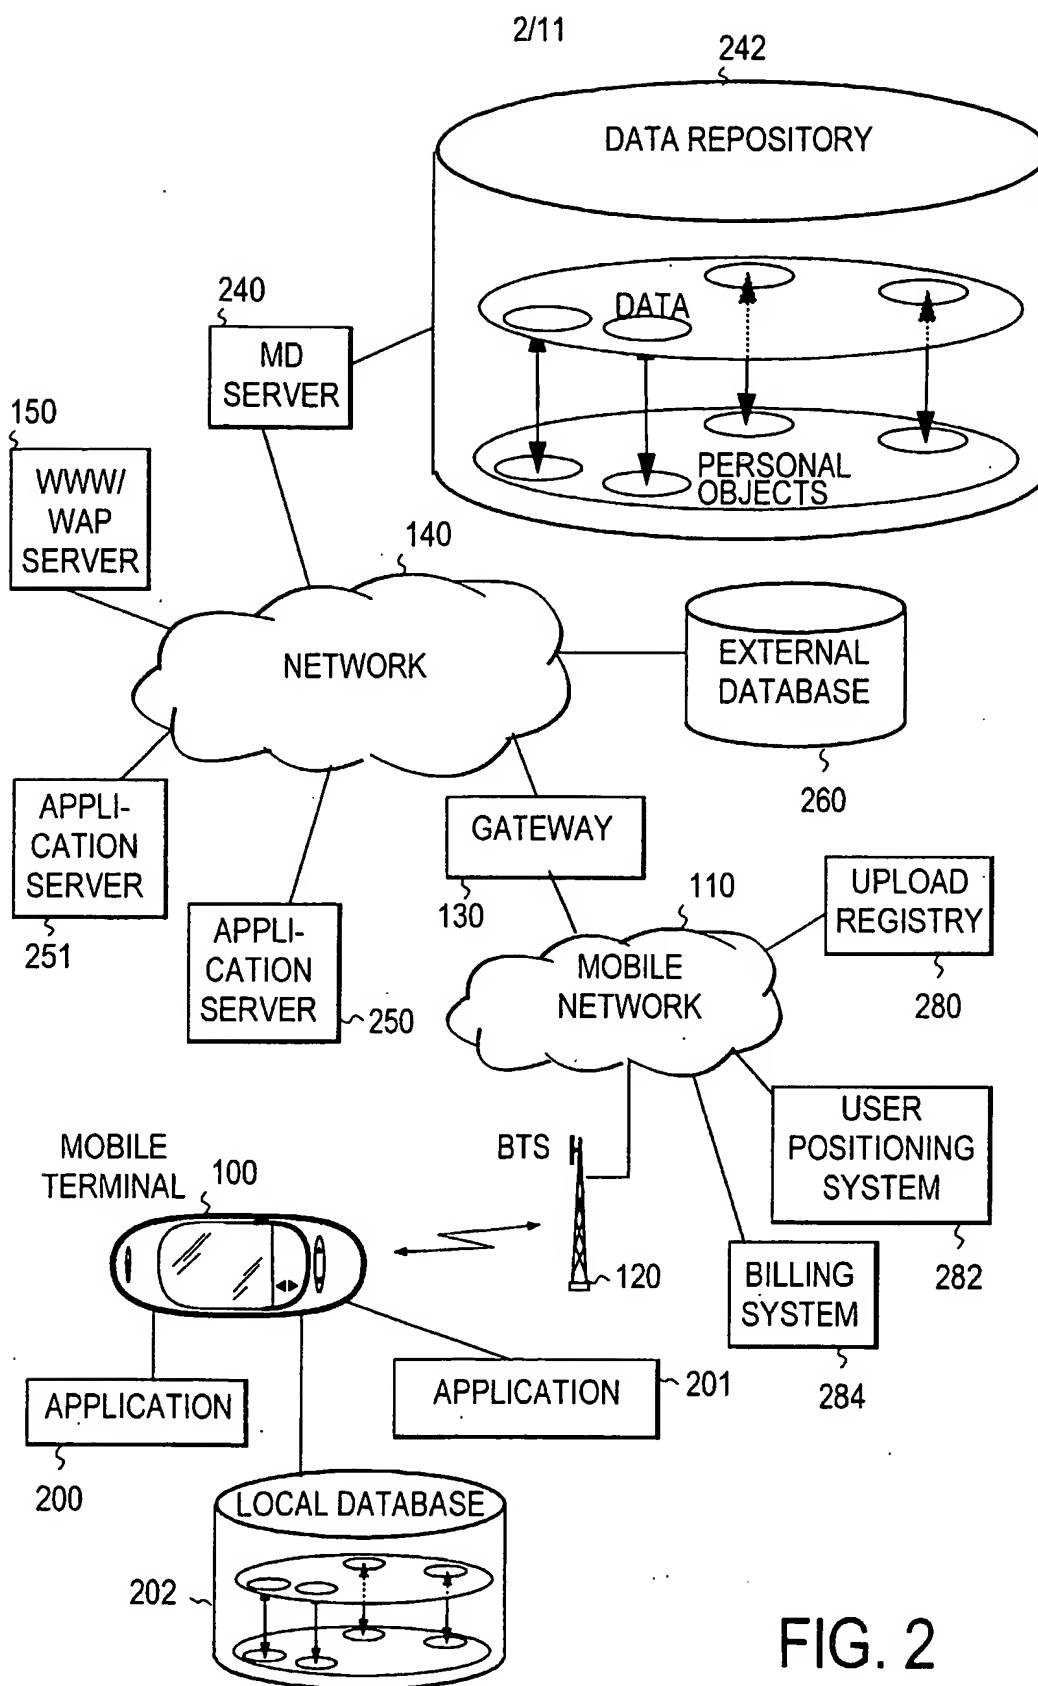 2/11
242
DATA REPOSITORY
DATA
PERSONAL
OBJECTS
240
MD
SERVER
150
WWW/
WAP
SERVER
140
NETWORK
EXTERNAL
DATABASE
260
APPLI-
CATION
SERVER
251
APPLI-
CATION
SERVER
250
GATEWAY
130
110
MOBILE
NETWORK
UPLOAD
REGISTRY
280
USER
POSITIONING
SYSTEM
282
BILLING
SYSTEM
284
BTS
120
MOBILE
TERMINAL
100
APPLICATION
200
APPLICATION
201
LOCAL DATABASE
202
FIG. 2